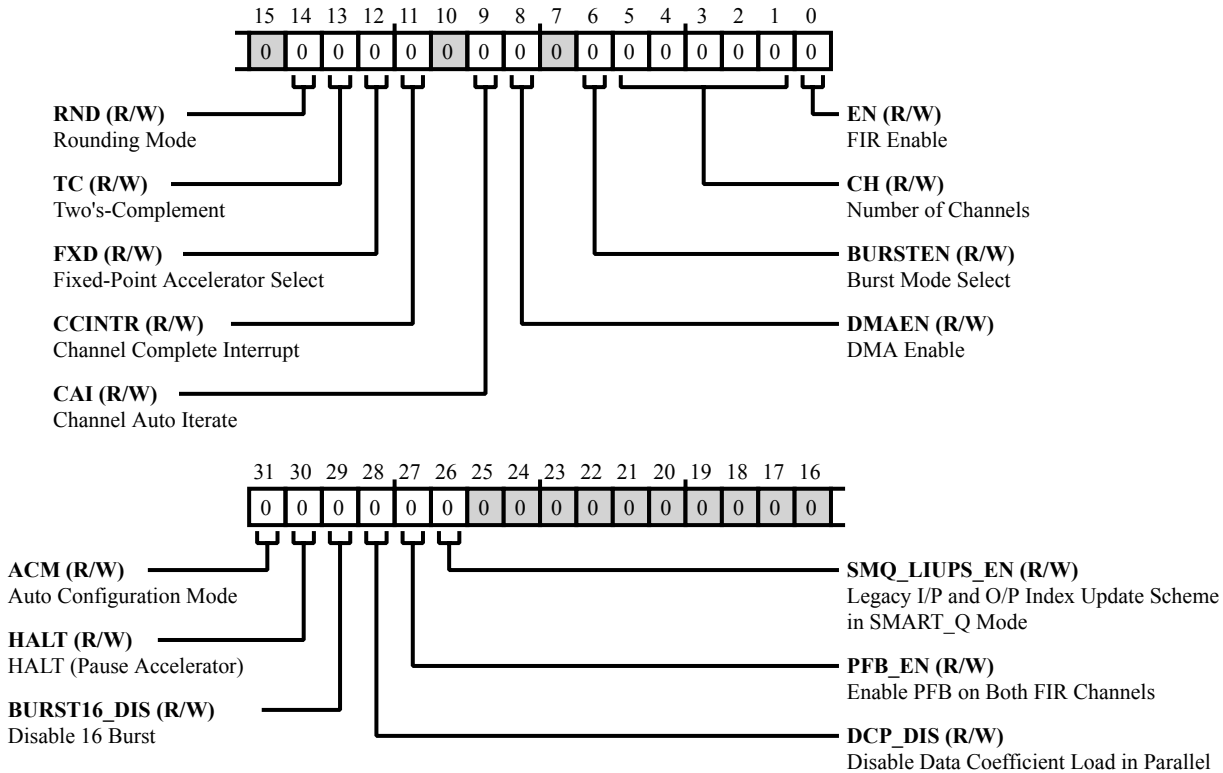 15 14 13 12 11 10 9 8 7 6 5 4 3 2 1 0
0 0 0 0 0 0 0 0 0 0 0 0 0 0 0 0
RND (R/W)
Rounding Mode
TC (R/W)
Two's-Complement
FXD (R/W)
Fixed-Point Accelerator Select
CCINTR (R/W)
Channel Complete Interrupt
CAI (R/W)
Channel Auto Iterate
EN (R/W)
FIR Enable
CH (R/W)
Number of Channels
BURSTEN (R/W)
Burst Mode Select
DMAEN (R/W)
DMA Enable
31 30 29 28 27 26 25 24 23 22 21 20 19 18 17 16
0 0 0 0 0 0 0 0 0 0 0 0 0 0 0 0
ACM (R/W)
Auto Configuration Mode
HALT (R/W)
HALT (Pause Accelerator)
BURST16_DIS (R/W)
Disable 16 Burst
SMQ_LIUPS_EN (R/W)
Legacy I/P and O/P Index Update Scheme
in SMART_Q Mode
PFB_EN (R/W)
Enable PFB on Both FIR Channels
DCP_DIS (R/W)
Disable Data Coefficient Load in Parallel